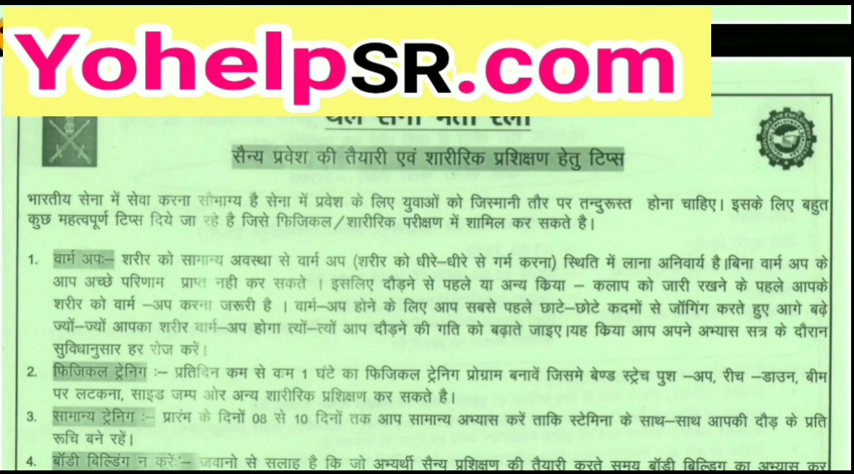 YohelpSR.com
थल सेना भर्ती रैली
सैन्य प्रवेश की तैयारी एवं शारीरिक प्रशिक्षण हेतु टिप्स
भारतीय सेना में सेवा करना सौभाग्य है सेना में प्रवेश के लिए युवाओं को जिस्मानी तौर पर तन्दुरूस्त होना चाहिए। इसके लिए बहुत
कुछ महत्वपूर्ण टिप्स दिये जा रहे है जिसे फिजिकल/शारीरिक परीक्षण में शामिल कर सकते है।
1. वार्म अपः– शरीर को सामान्य अवस्था से वार्म अप (शरीर को धीरे–धीरे से गर्म करना) स्थिति में लाना अनिवार्य है।बिना वार्म अप के
आप अच्छे परिणाम प्राप्त नही कर सकते । इसलिए दौड़ने से पहले या अन्य किया – कलाप को जारी रखने के पहले आपके
शरीर को वार्म –अप करना जरूरी है । वार्म–अप होने के लिए आप सबसे पहले छाटे–छोटे कदमों से जॉगिंग करते हुए आगे बढ़े
ज्यों–ज्यों आपका शरीर वार्म–अप होगा त्यों–त्यों आप दौड़ने की गति को बढ़ाते जाइए।यह किया आप अपने अभ्यास सत्र के दौरान
सुविधानुसार हर रोज करें।
2. फिजिकल ट्रेनिग :– प्रतिदिन कम से कम 1 घंटे का फिजिकल ट्रेनिग प्रोग्राम बनावें जिसमे बेण्ड स्ट्रेच पुश –अप, रीच –डाउन, बीम
पर लटकना, साइड जम्प ओर अन्य शारीरिक प्रशिक्षण कर सकते है।
3. सामान्य ट्रेनिग :– प्रारंभ के दिनों 08 से 10 दिनों तक आप सामान्य अभ्यास करें ताकि स्टेमिना के साथ–साथ आपकी दौड़ के प्रति
रूचि बने रहें।
4. बॉडी बिल्डिंग न करेंः– जवानो से सलाह है कि जो अभ्यर्थी सैन्य प्रशिक्षण की तैयारी करते समय बॉडी बिल्डिंग का अभ्यास कर